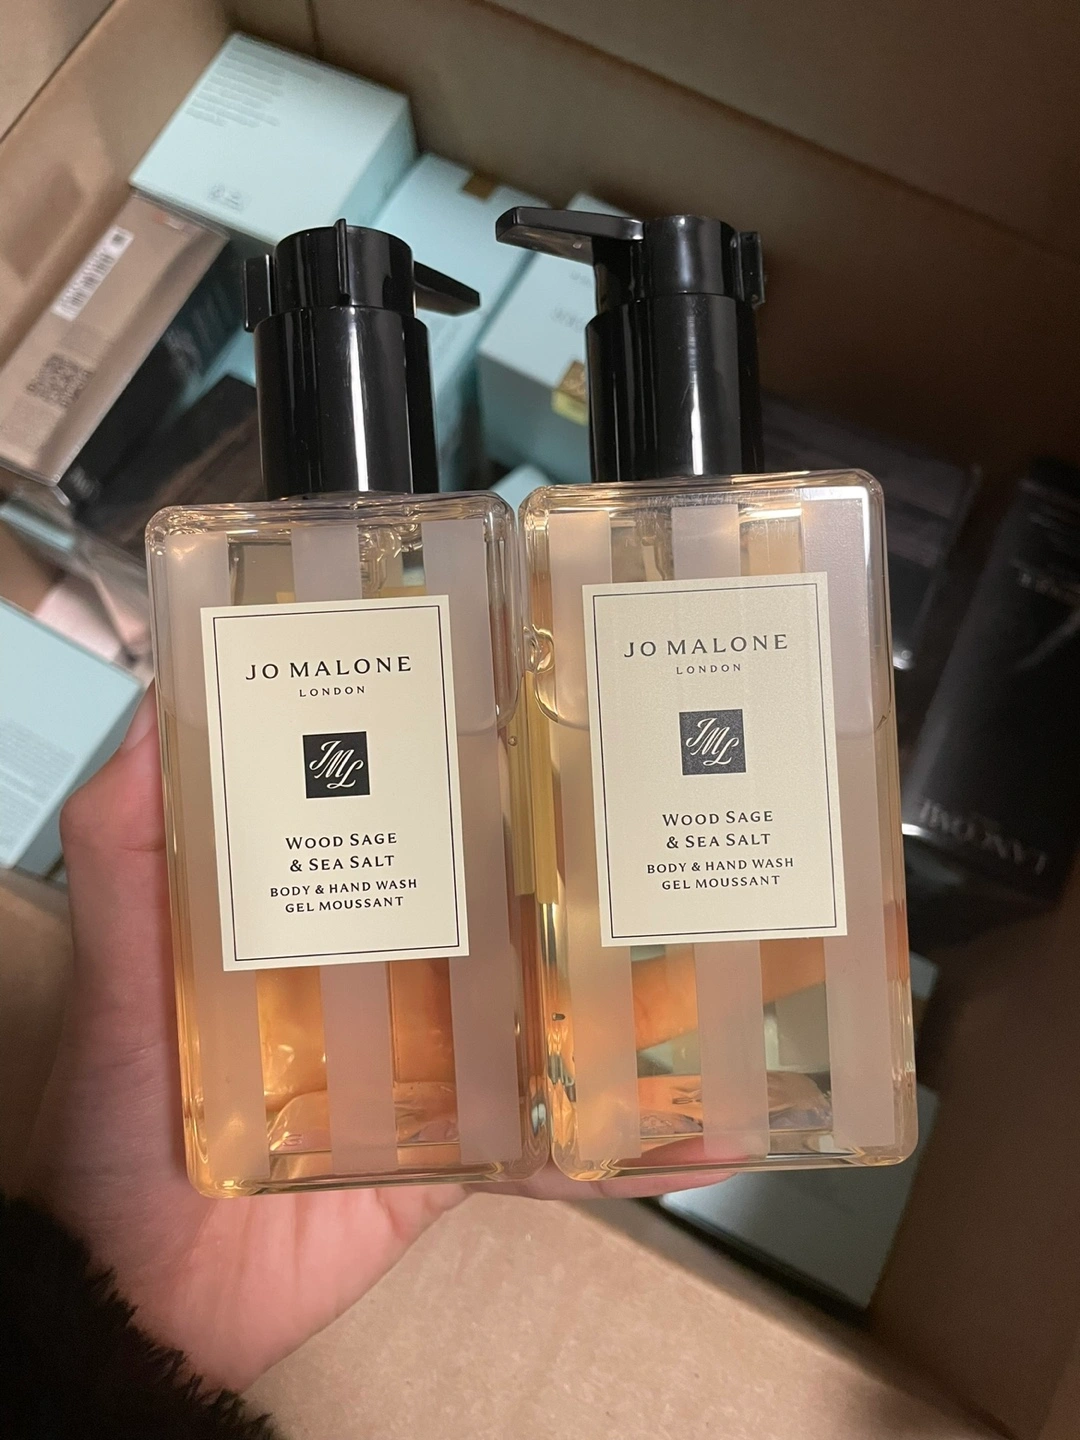 JO MALONE
LONDON
JML
WOOD SAGE
& SEA SALT
BODY & HAND WASH
GEL MOUSSANT
JO MALONE
LONDON
JML
WOOD SAGE
& SEA SALT
BODY & HAND WASH
GEL MOUSSANT
LANCÔME